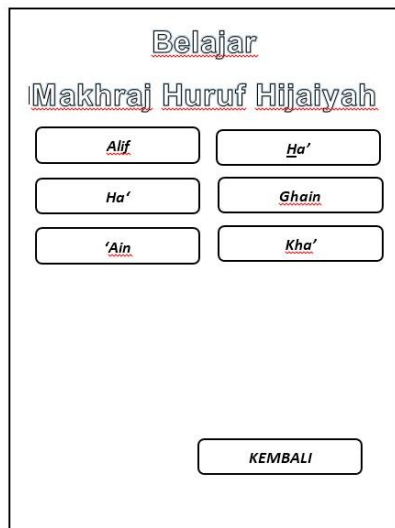 Belajar
Makhraj Huruf Hijaiyah
Alif
Ha’
Ha‘
Ghain
‘Ain
Kha’
KEMBALI